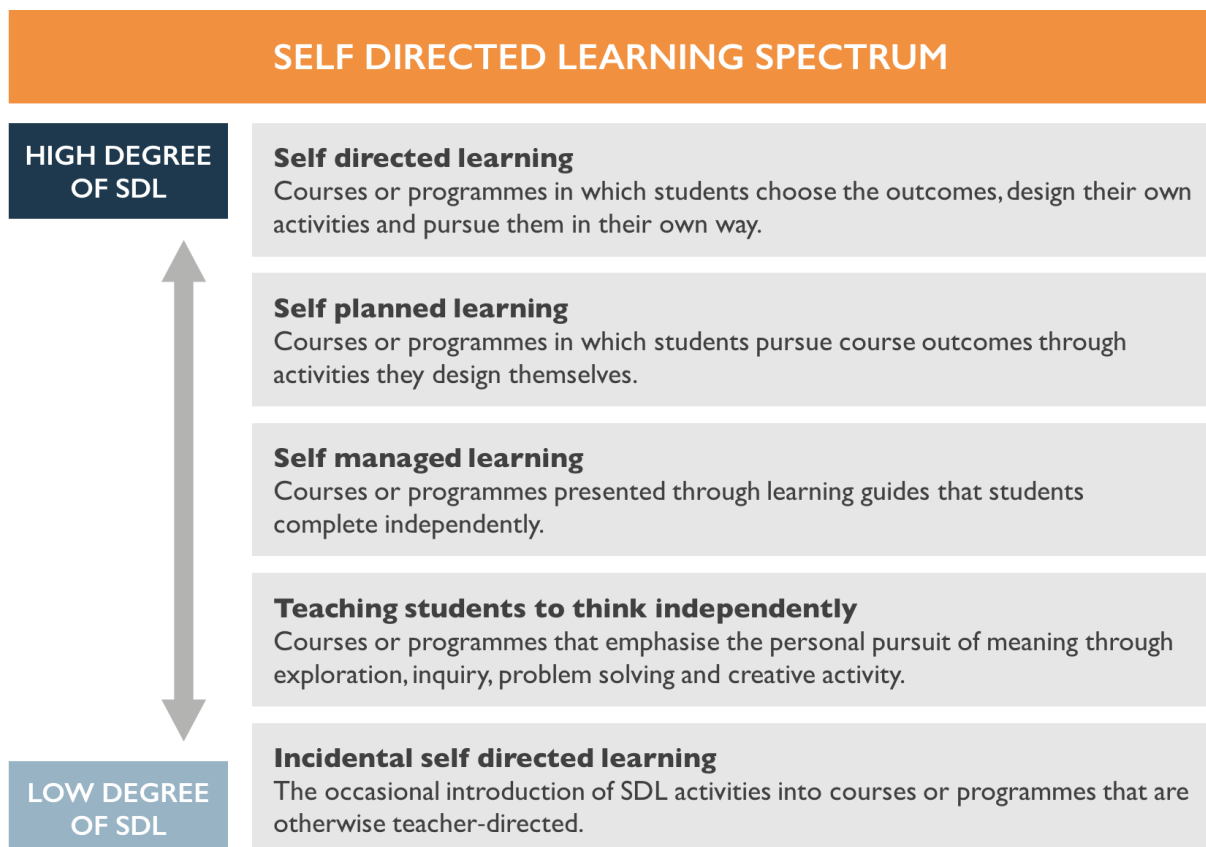 SELF DIRECTED LEARNING SPECTRUM
HIGH DEGREE
OF SDL
Self directed learning
Courses or programmes in which students choose the outcomes, design their own
activities and pursue them in their own way.
Self planned learning
Courses or programmes in which students pursue course outcomes through
activities they design themselves.
Self managed learning
Courses or programmes presented through learning guides that students
complete independently.
Teaching students to think independently
Courses or programmes that emphasise the personal pursuit of meaning through
exploration, inquiry, problem solving and creative activity.
Incidental self directed learning
The occasional introduction of SDL activities into courses or programmes that are
otherwise teacher-directed.
LOW DEGREE
OF SDL